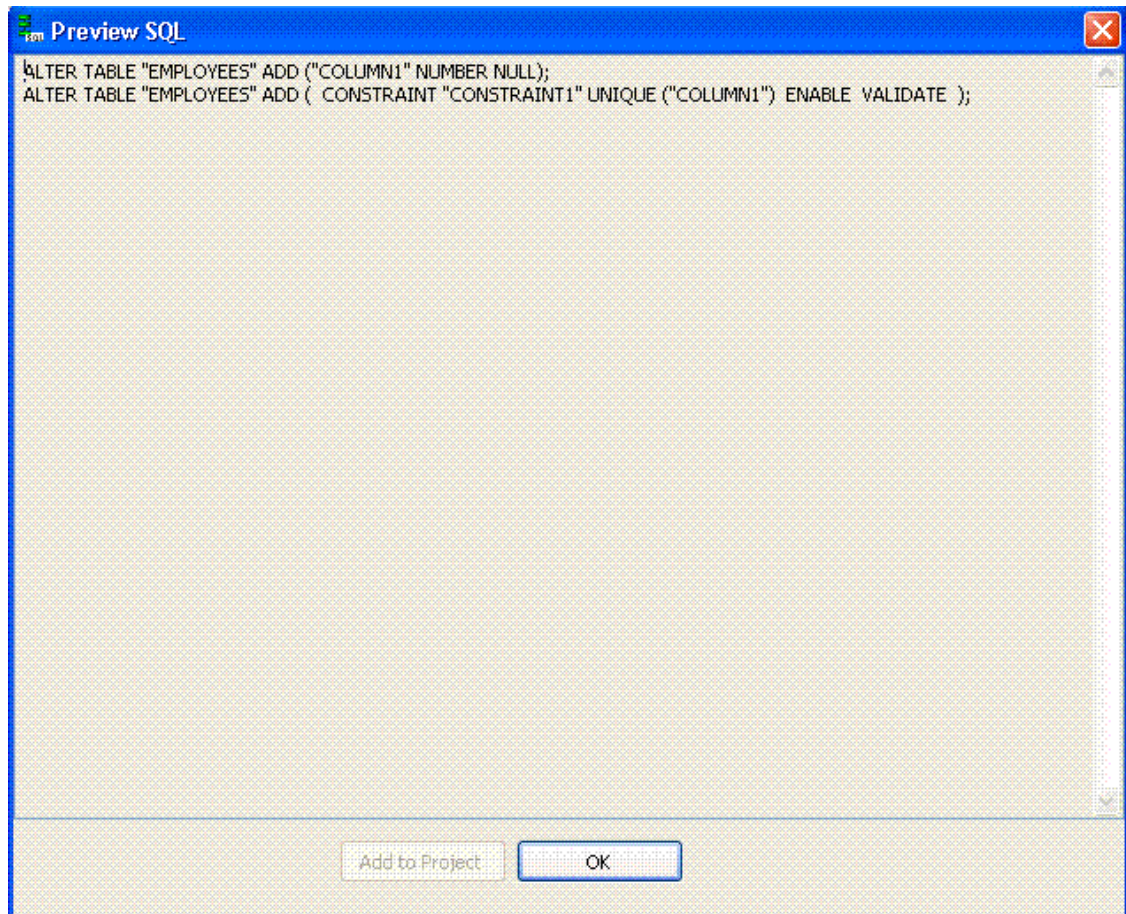 Preview SQL
ALTER TABLE "EMPLOYEES" ADD ("COLUMN1" NUMBER NULL);
ALTER TABLE "EMPLOYEES" ADD (  CONSTRAINT "CONSTRAINT1" UNIQUE ("COLUMN1")  ENABLE  VALIDATE  );
Add to Project
OK